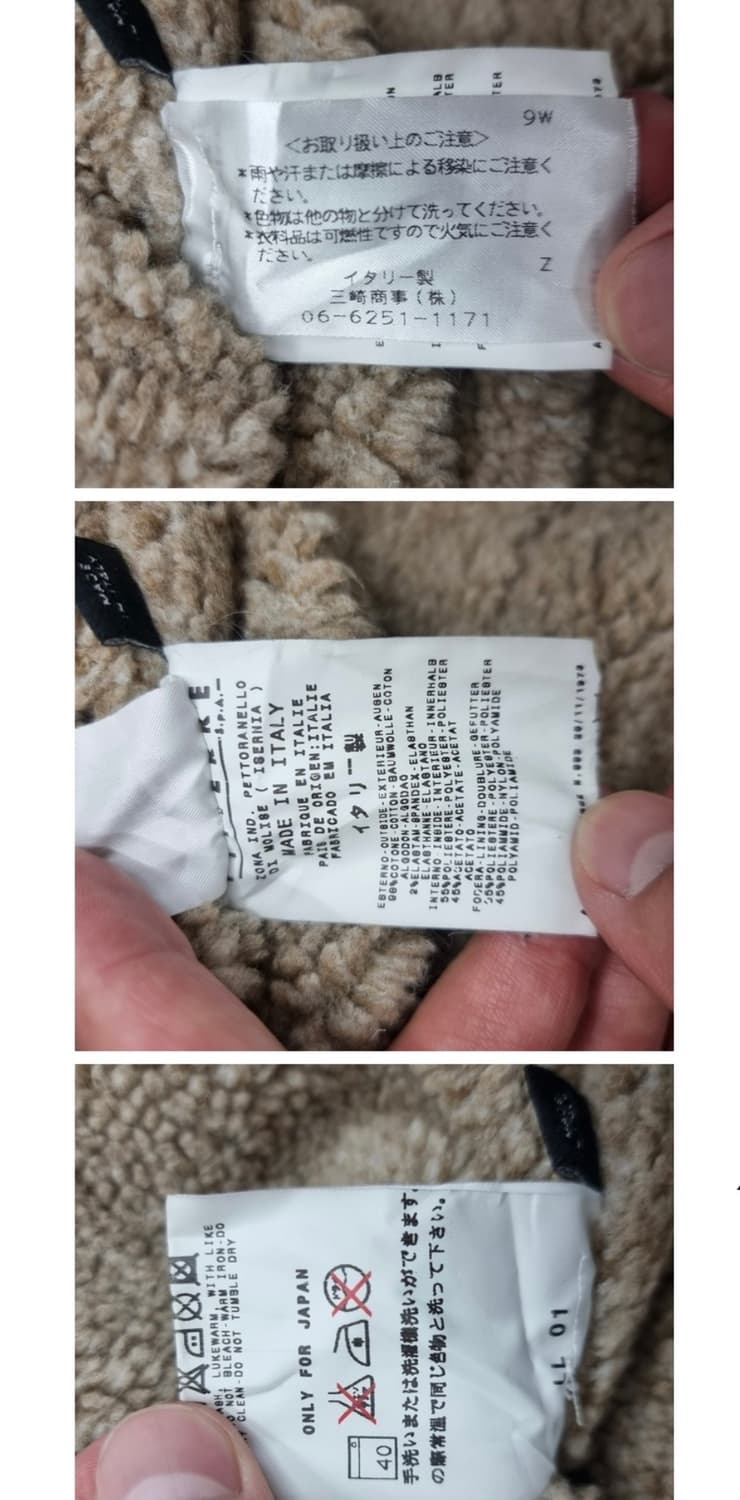 9W
<お取り扱い上のご注意>
*雨や汗または摩擦による移染にご注意く
ださい。
*色物は他の物と分けて洗ってください。
*衣料品は可燃性ですので火気にご注意く
ださい。
Z
イタリー製
三崎商事(株)
06-6251-1171
S.P.A.
ZONA IND. PETTORANELLO
DI MOLISE ( ISERNIA )
MADE IN ITALY
FABRIQUE EN ITALIE
PAIS DE ORIGEN:ITALIE
FABRICADO EM ITALIA
イタリー製
ESTERNO-OUTSIDE-EXTERIEUR-AUSEN
98%COTONE-COTTON-BAUMWOLLE-COTON
ALGODON-ALGODAO
2%ELASTAM-SPANDEX-ELASTHAN
ELASTHANNE-ELASTANO
INTERNO-INSIDE-INTERIEUR-INNERHALB
55%POLIESTERE-POLYESTER-POLIESTER
45%ACETATO-ACETATE-ACETAT
ACETATO
FODERA-LINING-DOUBLURE-GEFUTTER
55%POLIESTERE-POLYESTER-POLIESTER
45%POLIAMMIDE-NYLON-POLYAMIDE
POLYAMID-POLIAMIDE
LUKEWARM, WITH LIKE
NOT BLEACH-WARM IRON-DO
CLEAN-DO NOT TUMBLE DRY
ONLY FOR JAPAN
40
手洗いまたは洗濯機洗いができます。
の際常温で同じ色物と洗って下さい。
LL 01